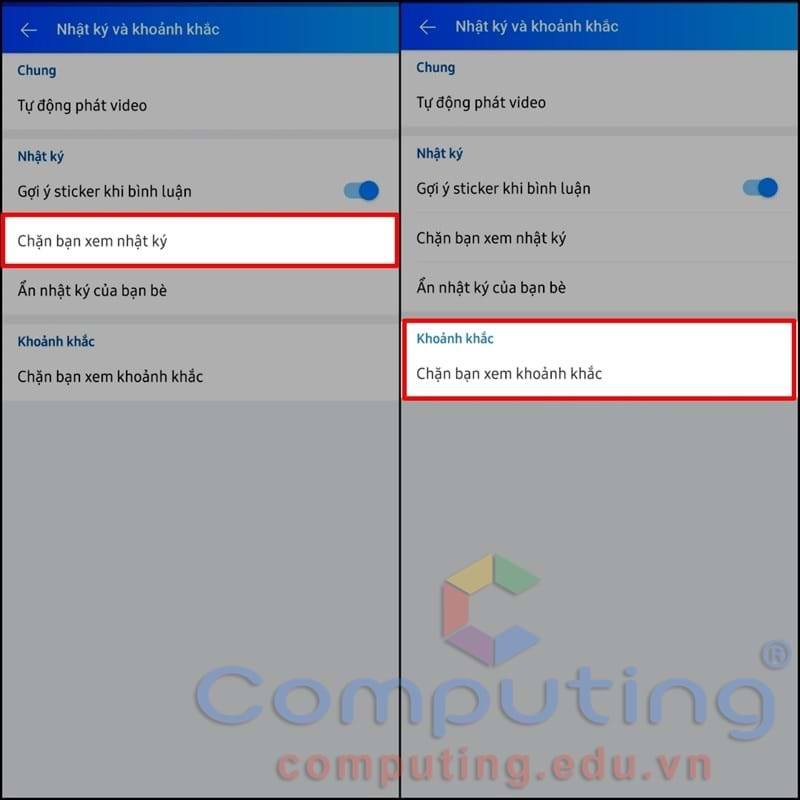 Nhật ký và khoảnh khắc
Chung
Tự động phát video
Nhật ký
Gợi ý sticker khi bình luận
Chặn bạn xem nhật ký
Ẩn nhật ký của bạn bè
Khoảnh khắc
Chặn bạn xem khoảnh khắc
Nhật ký và khoảnh khắc
Chung
Tự động phát video
Nhật ký
Gợi ý sticker khi bình luận
Chặn bạn xem nhật ký
Ẩn nhật ký của bạn bè
Khoảnh khắc
Chặn bạn xem khoảnh khắc
Computing®
computing.edu.vn